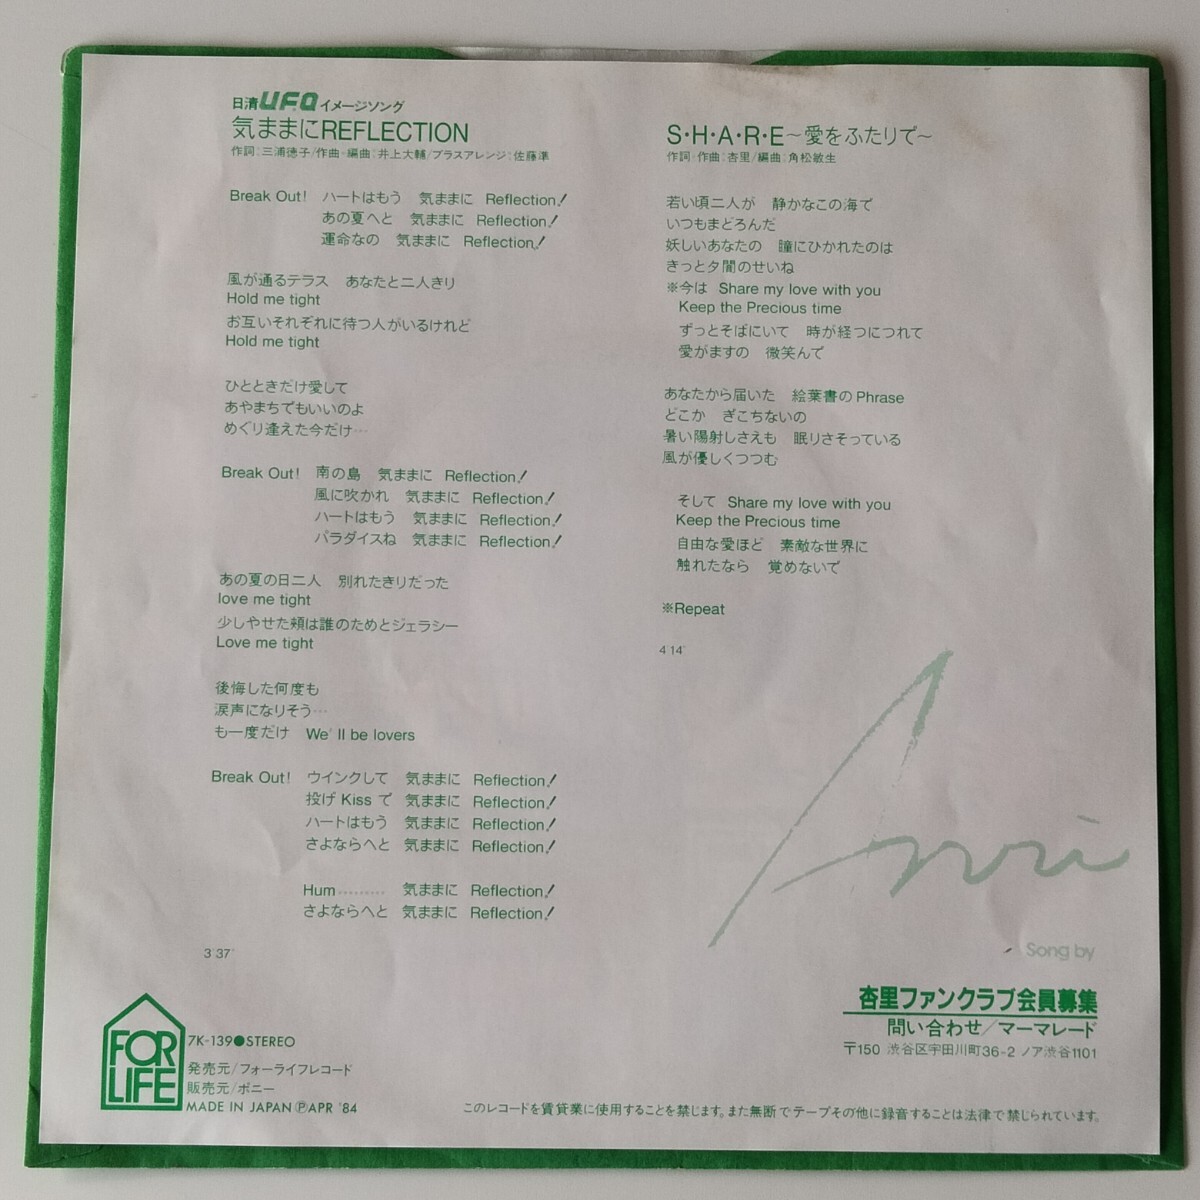 日清UFOイメージソング
気ままにREFLECTION
作詞:三浦徳子/作曲・編曲:井上大輔/ブラスアレンジ:佐藤準
Break Out! ハートはもう 気ままに Reflection!
あの夏へと 気ままに Reflection!
運命なの 気ままに Reflection!
風が通るテラス あなたと二人きり
Hold me tight
お互いそれぞれに待つ人がいるけれど
Hold me tight
ひとときだけ愛して
あやまちでもいいのよ
めぐり逢えた今だけ…
Break Out! 南の島 気ままに Reflection!
風に吹かれ 気ままに Reflection!
ハートはもう 気ままに Reflection!
パラダイスね 気ままに Reflection!
あの夏の日二人 別れたきりだった
love me tight
少しやせた頬は誰のためとジェラシー
Love me tight
後悔した何度も
涙声になりそう…
も一度だけ We'll be lovers
Break Out! ウインクして 気ままに Reflection!
投げKissで 気ままに Reflection!
ハートはもう 気ままに Reflection!
さよならへと 気ままに Reflection!
Hum……… 気ままに Reflection!
さよならへと 気ままに Reflection!
3'37"
S・H・A・R・E〜愛をふたりで〜
作詞・作曲:杏里/編曲:角松敏生
若い頃二人が 静かなこの海で
いつもまどろんだ
妖しいあなたの 瞳にひかれたのは
きっと夕闇のせいね
※今は Share my love with you
Keep the Precious time
ずっとそばにいて 時が経つにつれて
愛がますの 微笑んで
あなたから届いた 絵葉書のPhrase
どこか ぎこちないの
暑い陽射しさえも 眠りさそっている
風が優しくつつむ
そして Share my love with you
Keep the Precious time
自由な愛ほど 素敵な世界に
触れたなら 覚めないで
※Repeat
4'14"
Anri
Song by
杏里ファンクラブ会員募集
問い合わせ/マーマレード
〒150 渋谷区宇田川町36-2 ノア渋谷1101
FOR LIFE
7K-139●STEREO
発売元/フォーライフレコード
販売元/ポニー
MADE IN JAPAN ℗APR '84
このレコードを賃貸業に使用することを禁じます。また無断でテープその他に録音することは法律で禁じられています。